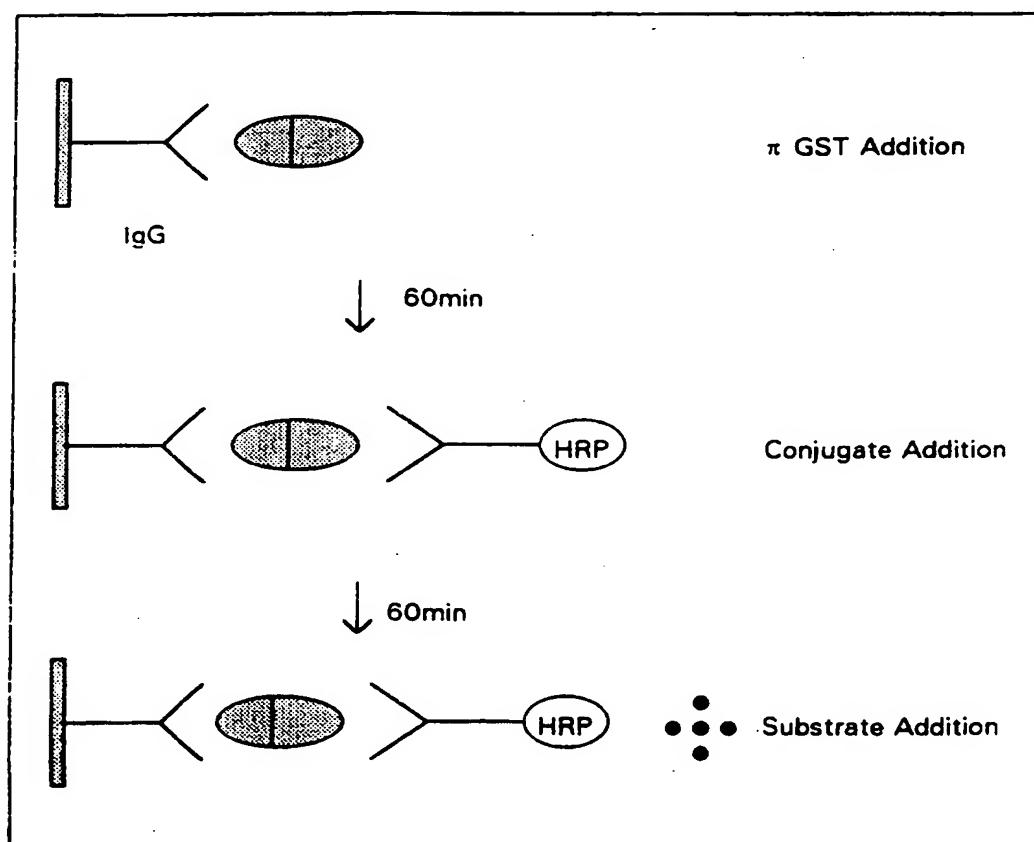 π GST Addition
IgG
60min
HRP
Conjugate Addition
60min
HRP
Substrate Addition